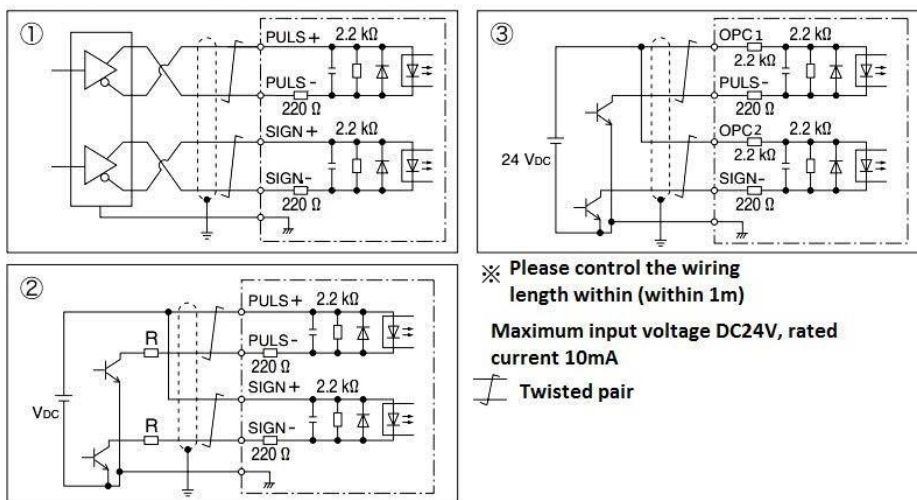 ①
PULS+ 2.2 kΩ
PULS-
220 Ω
SIGN+ 2.2 kΩ
SIGN-
220 Ω
②
PULS+ 2.2 kΩ
R PULS-
220 Ω
SIGN+ 2.2 kΩ
VDC
R SIGN-
220 Ω
③
OPC1 2.2 kΩ
2.2 kΩ
PULS-
220 Ω
OPC2 2.2 kΩ
24 VDC
2.2 kΩ
SIGN-
220 Ω
※ Please control the wiring
length within (within 1m)
Maximum input voltage DC24V, rated
current 10mA
Twisted pair